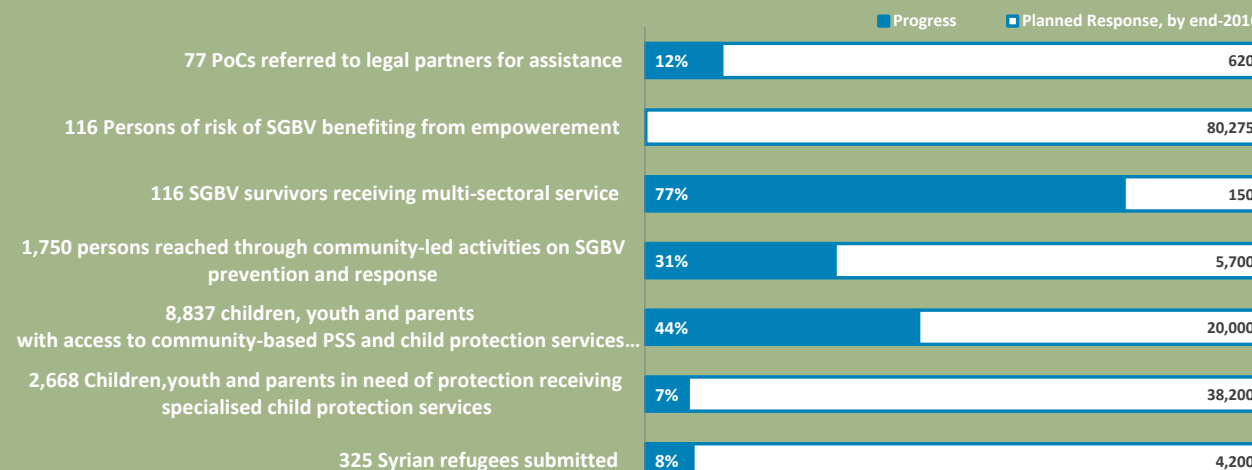 Progress Planned Response, by end-2016
77 PoCs referred to legal partners for assistance 12% 620
116 Persons of risk of SGBV benefiting from empowerement 80,275
116 SGBV survivors receiving multi-sectoral service 77% 150
1,750 persons reached through community-led activities on SGBV
prevention and response
31% 5,700
8,837 children, youth and parents
with access to community-based PSS and child protection services...
44% 20,000
2,668 Children,youth and parents in need of protection receiving
specialised child protection services
7% 38,200
325 Syrian refugees submitted 8% 4,200